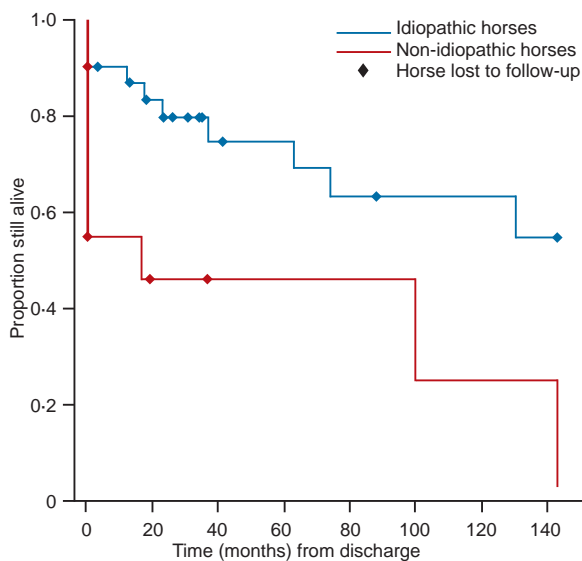 Idiopathic horses
Non-idiopathic horses
Horse lost to follow-up
Proportion still alive
1·0
0·8
0·6
0·4
0·2
0
0 20 40 60 80 100 120 140
Time (months) from discharge